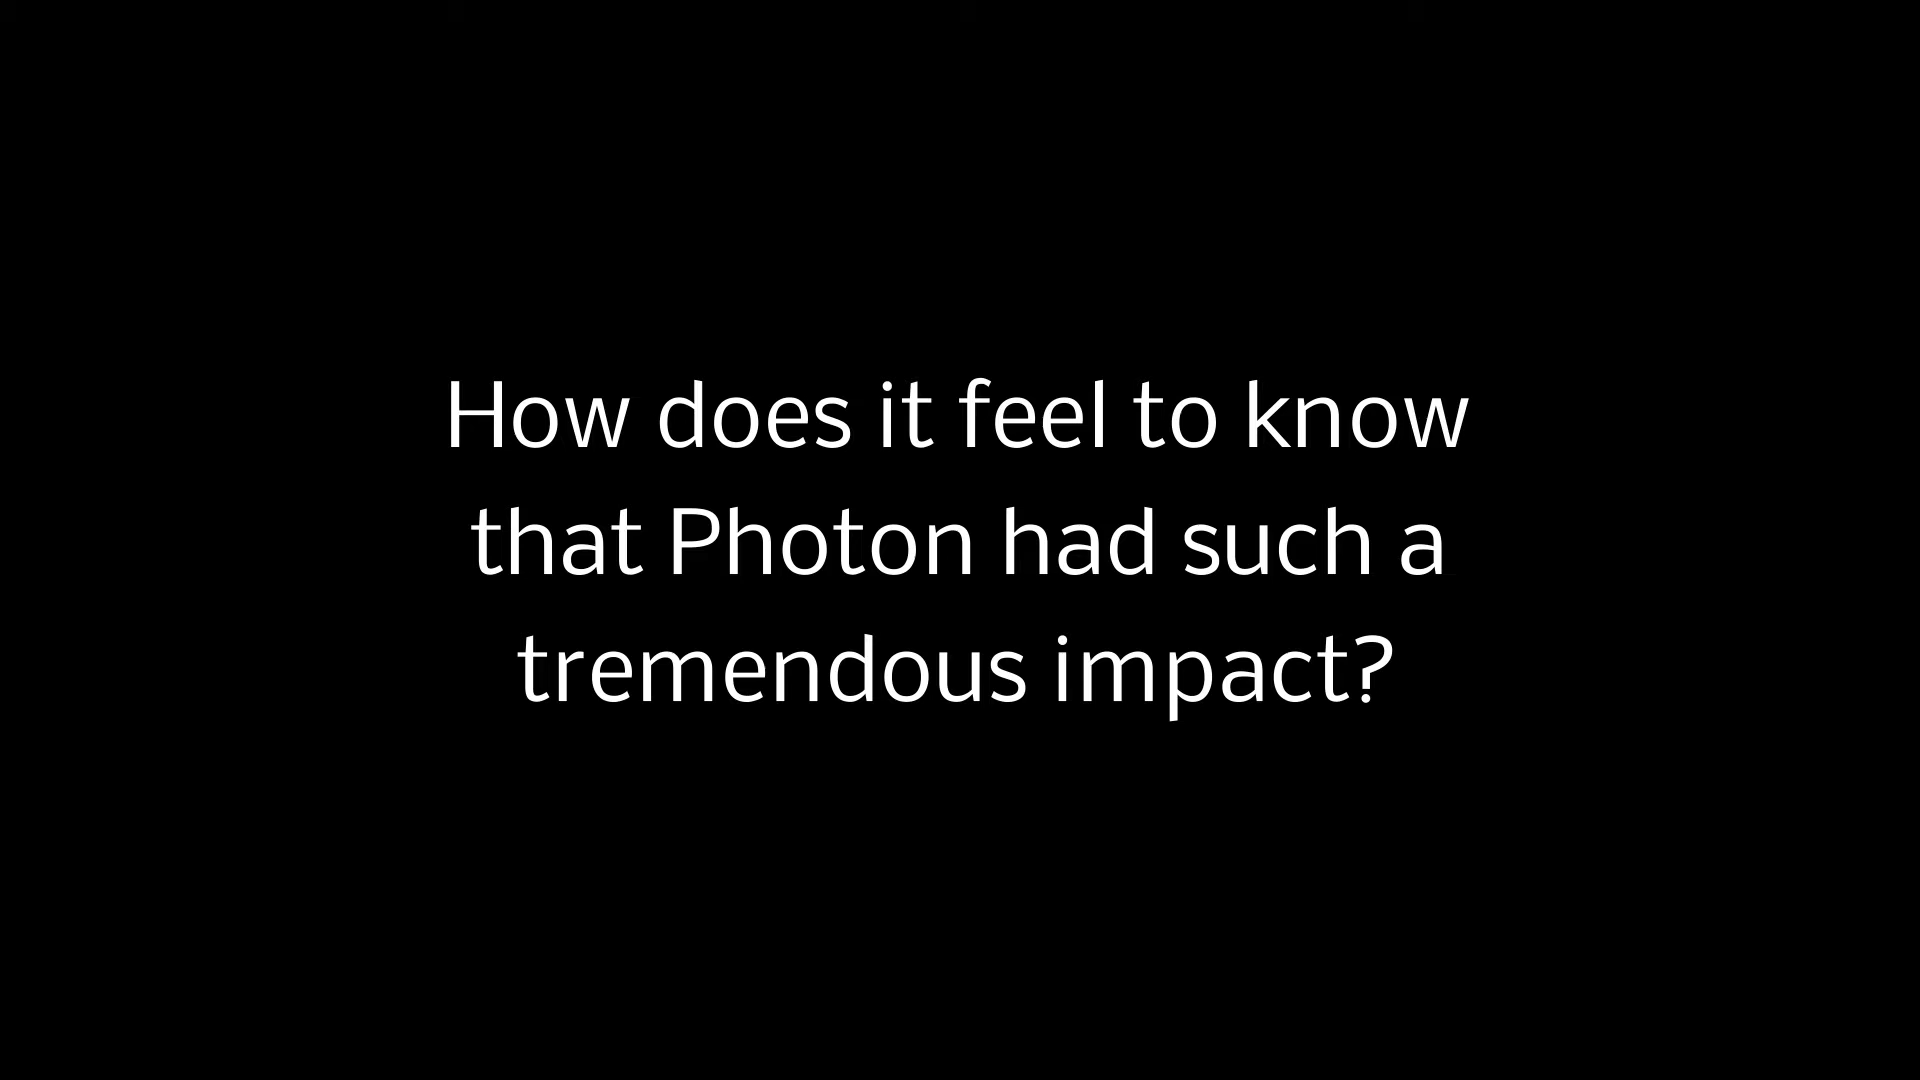 How does it feel to know
that Photon had such a
tremendous impact?